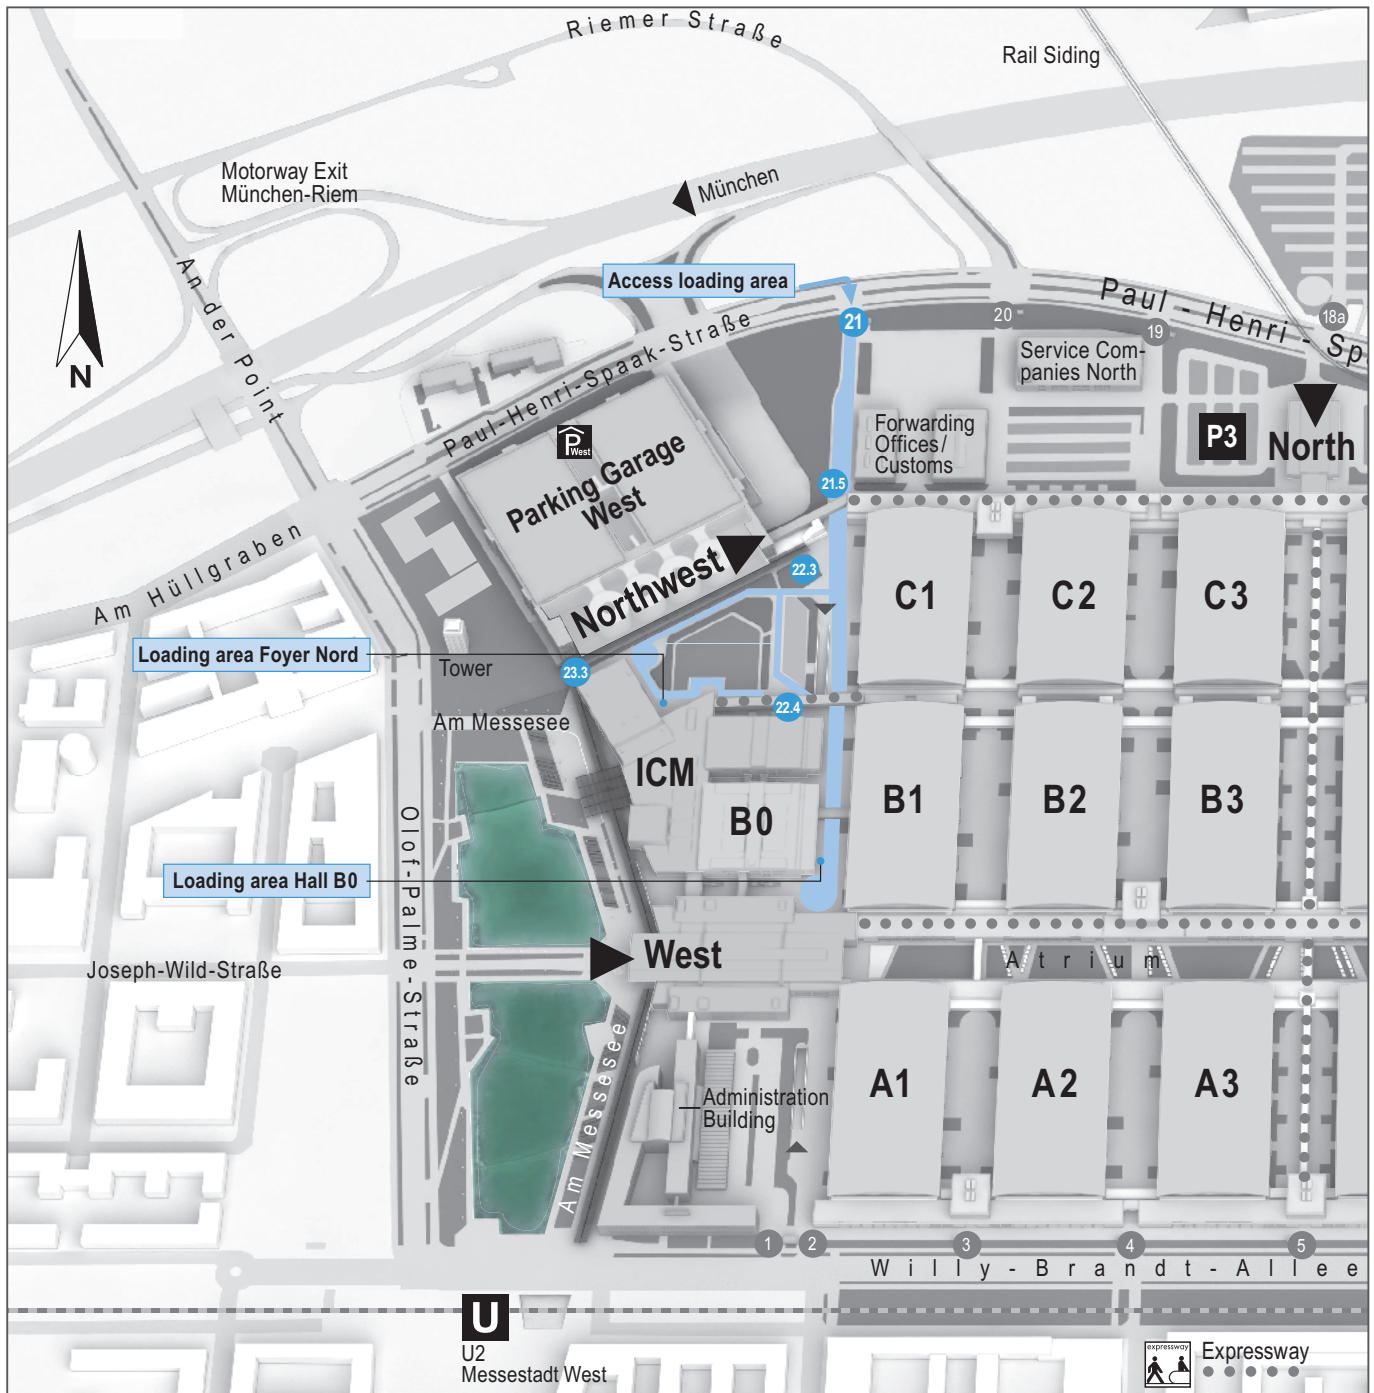 Riemer Straße
Rail Siding
Motorway Exit
München-Riem
München
An der Point
N
Access loading area
21
20
19
18a
Paul - Henri - Sp
Paul-Henri-Spaak-Straße
Service Com-
panies North
P3
North
Forwarding
Offices/
Customs
P
West
Parking Garage
West
21.5
Northwest
22.3
C1
C2
C3
Am Hüllgraben
Loading area Foyer Nord
Tower
23.3
22.4
Am Messesee
ICM
B0
B1
B2
B3
Olof-Palme-Straße
Loading area Hall B0
West
Atrium
Joseph-Wild-Straße
Am Messesee
Administration
Building
A1
A2
A3
1
2
3
4
5
Willy-Brandt-Allee
U
U2
Messestadt West
expressway
Expressway